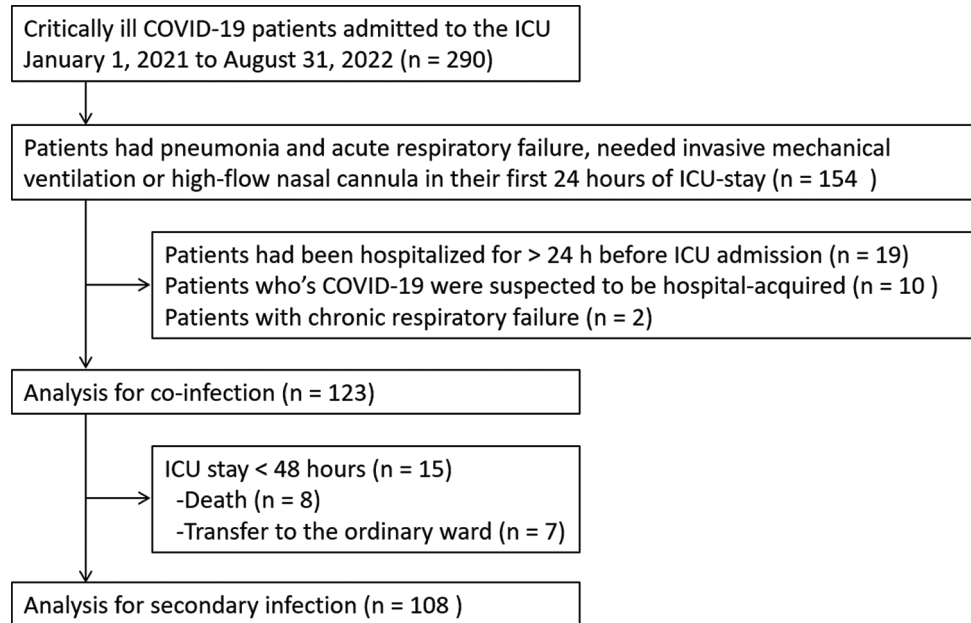 Critically ill COVID-19 patients admitted to the ICU
January 1, 2021 to August 31, 2022 (n = 290)
Patients had pneumonia and acute respiratory failure, needed invasive mechanical
ventilation or high-flow nasal cannula in their first 24 hours of ICU-stay (n = 154  )
Patients had been hospitalized for > 24 h before ICU admission (n = 19)
Patients who's COVID-19 were suspected to be hospital-acquired (n = 10 )
Patients with chronic respiratory failure (n = 2)
Analysis for co-infection (n = 123)
ICU stay < 48 hours (n = 15)
-Death (n = 8)
-Transfer to the ordinary ward (n = 7)
Analysis for secondary infection (n = 108 )